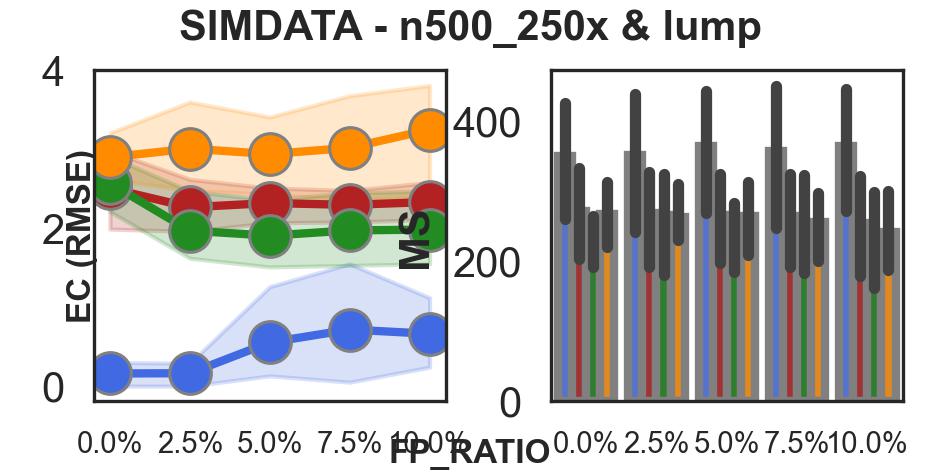 SIMDATA - n500_250x & lump
EC (RMSE)
4
2
0
0.0% 2.5% 5.0% 7.5% 10.0%
MS
400
200
0
0.0% 2.5% 5.0% 7.5% 10.0%
FP_RATIO